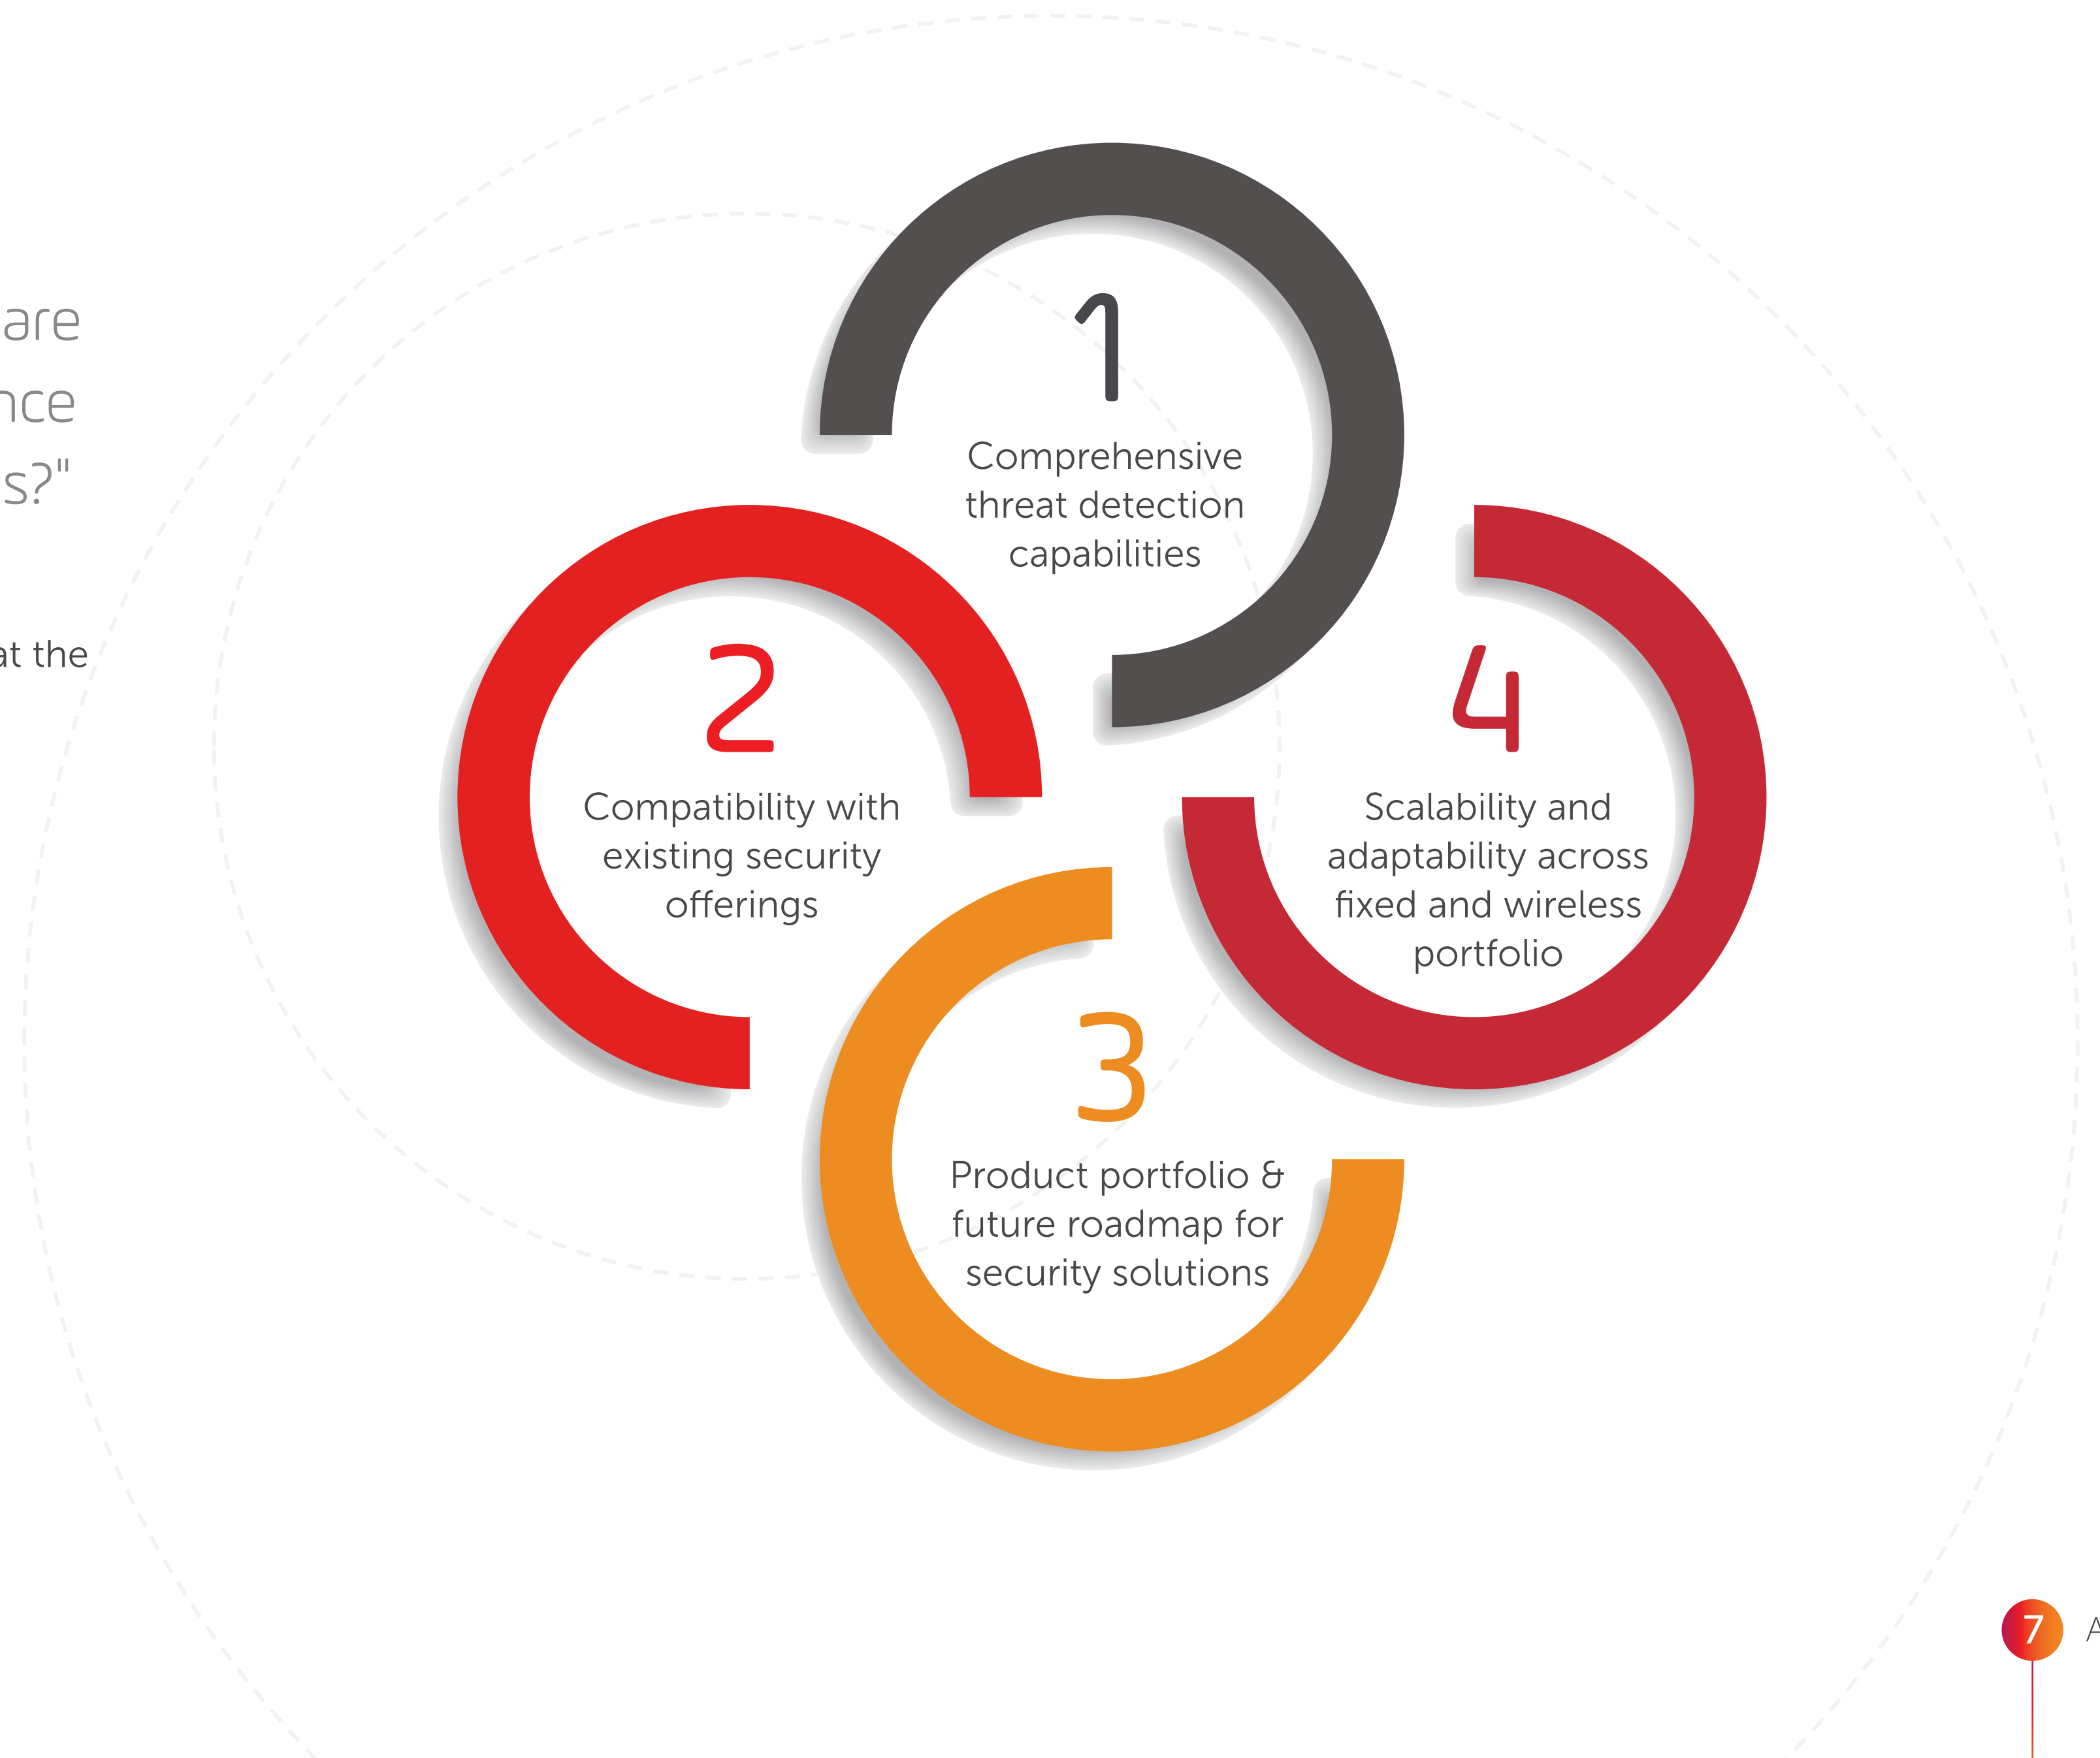 are
nce
s?"
at the
1
Comprehensive
threat detection
capabilities
2
Compatibility with
existing security
offerings
3
Product portfolio &
future roadmap for
security solutions
4
Scalability and
adaptability across
fixed and wireless
portfolio
7
A